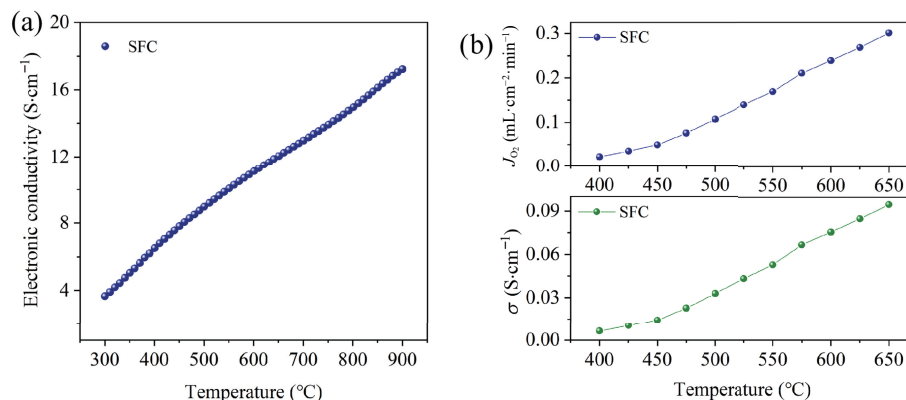 (a)
20
16
12
8
4
Electronic conductivity (S·cm⁻¹)
SFC
300 400 500 600 700 800 900
Temperature (℃)
(b)
0.3
0.2
0.1
0.0
J_O₂ (mL·cm⁻²·min⁻¹)
SFC
400 450 500 550 600 650
0.09
0.06
0.03
0.00
σ (S·cm⁻¹)
SFC
400 450 500 550 600 650
Temperature (℃)